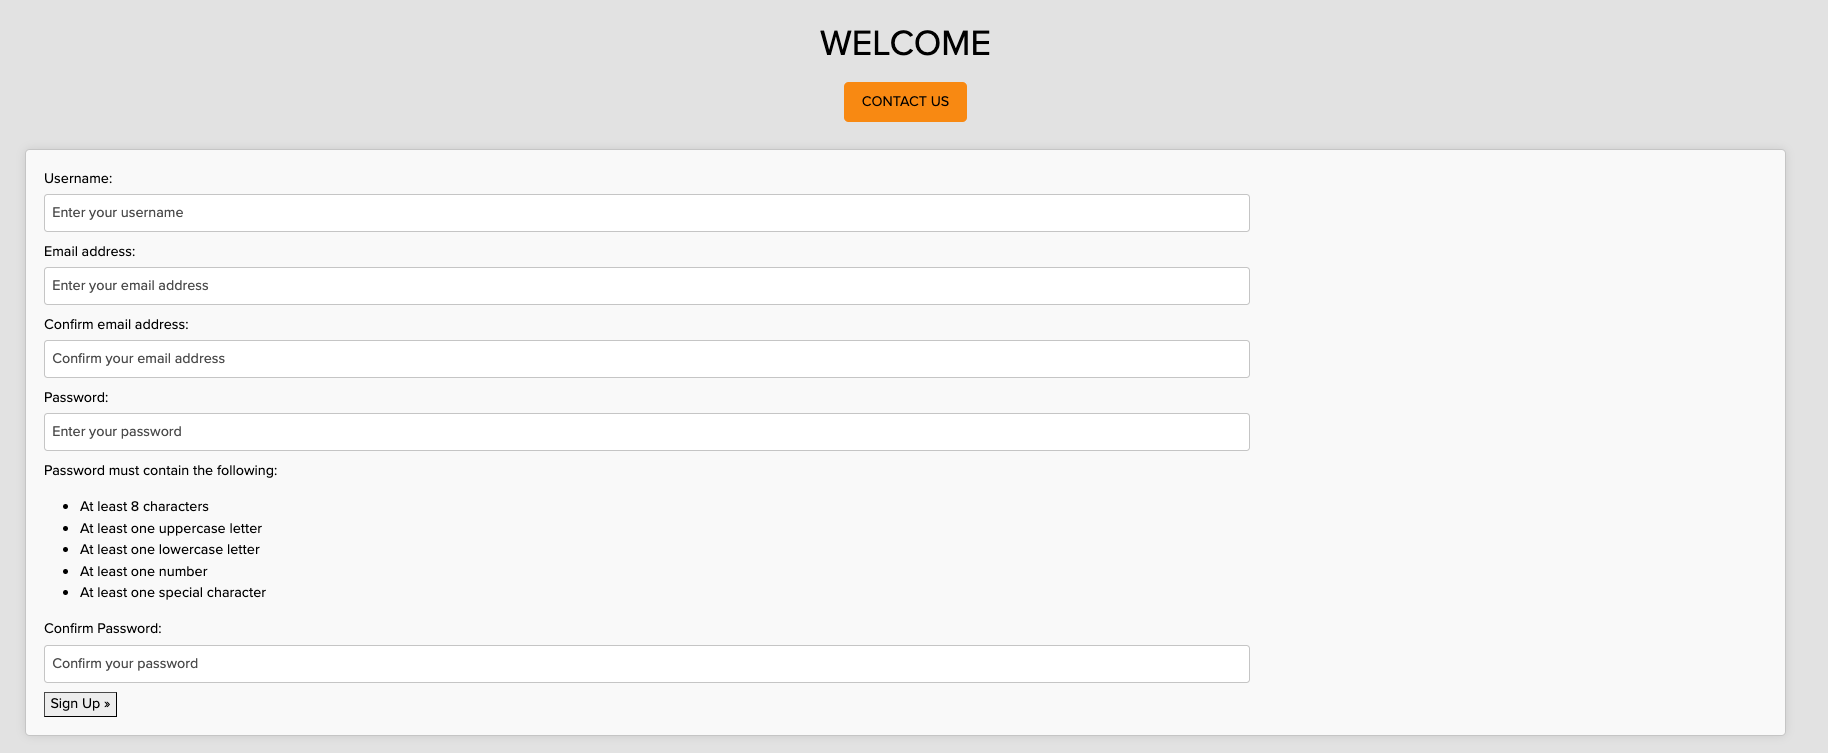 WELCOME
CONTACT US
Username:
Enter your username
Email address:
Enter your email address
Confirm email address:
Confirm your email address
Password:
Enter your password
Password must contain the following:
• At least 8 characters
• At least one uppercase letter
• At least one lowercase letter
• At least one number
• At least one special character
Confirm Password:
Confirm your password
Sign Up »